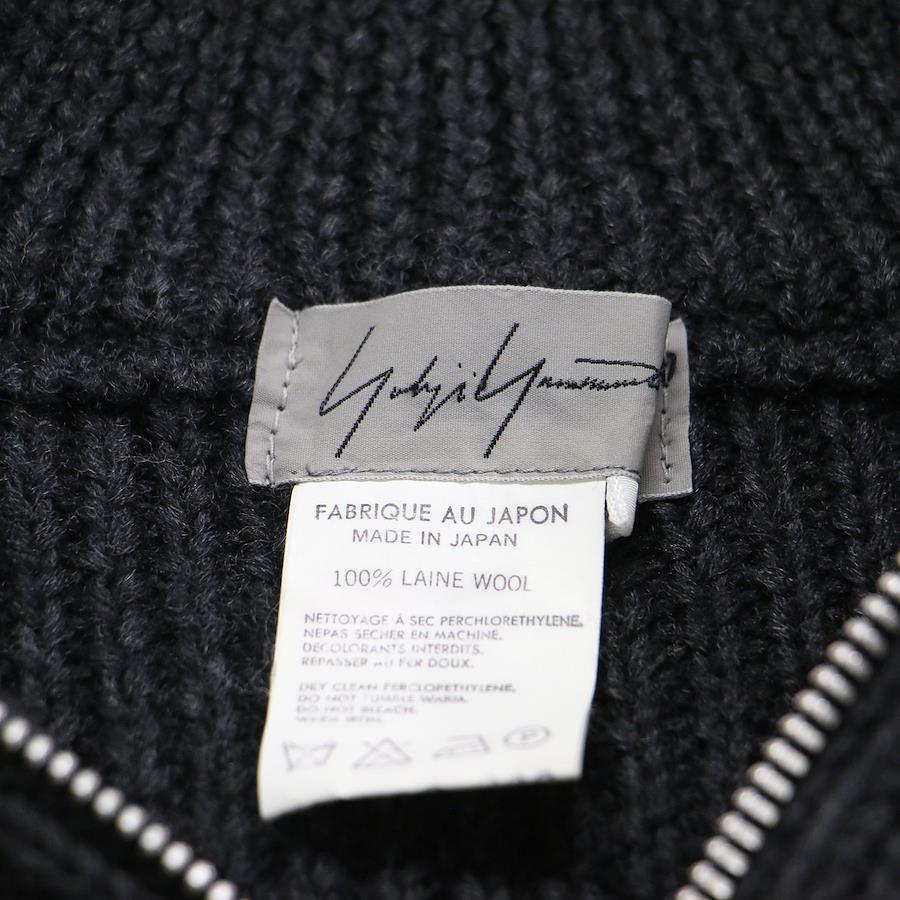 Yohji Yamamoto
FABRIQUE AU JAPON
MADE IN JAPAN
100% LAINE WOOL
NETTOYAGE À SEC PERCHLORETHYLENE.
NEPAS SECHER EN MACHINE.
DECOLORANTS INTERDITS.
REPASSER AU FER DOUX.
DRY CLEAN PERCLORETHYLENE.
DO NOT TUMBLE WARM.
DO NOT BLEACH.
WARM IRON.
P